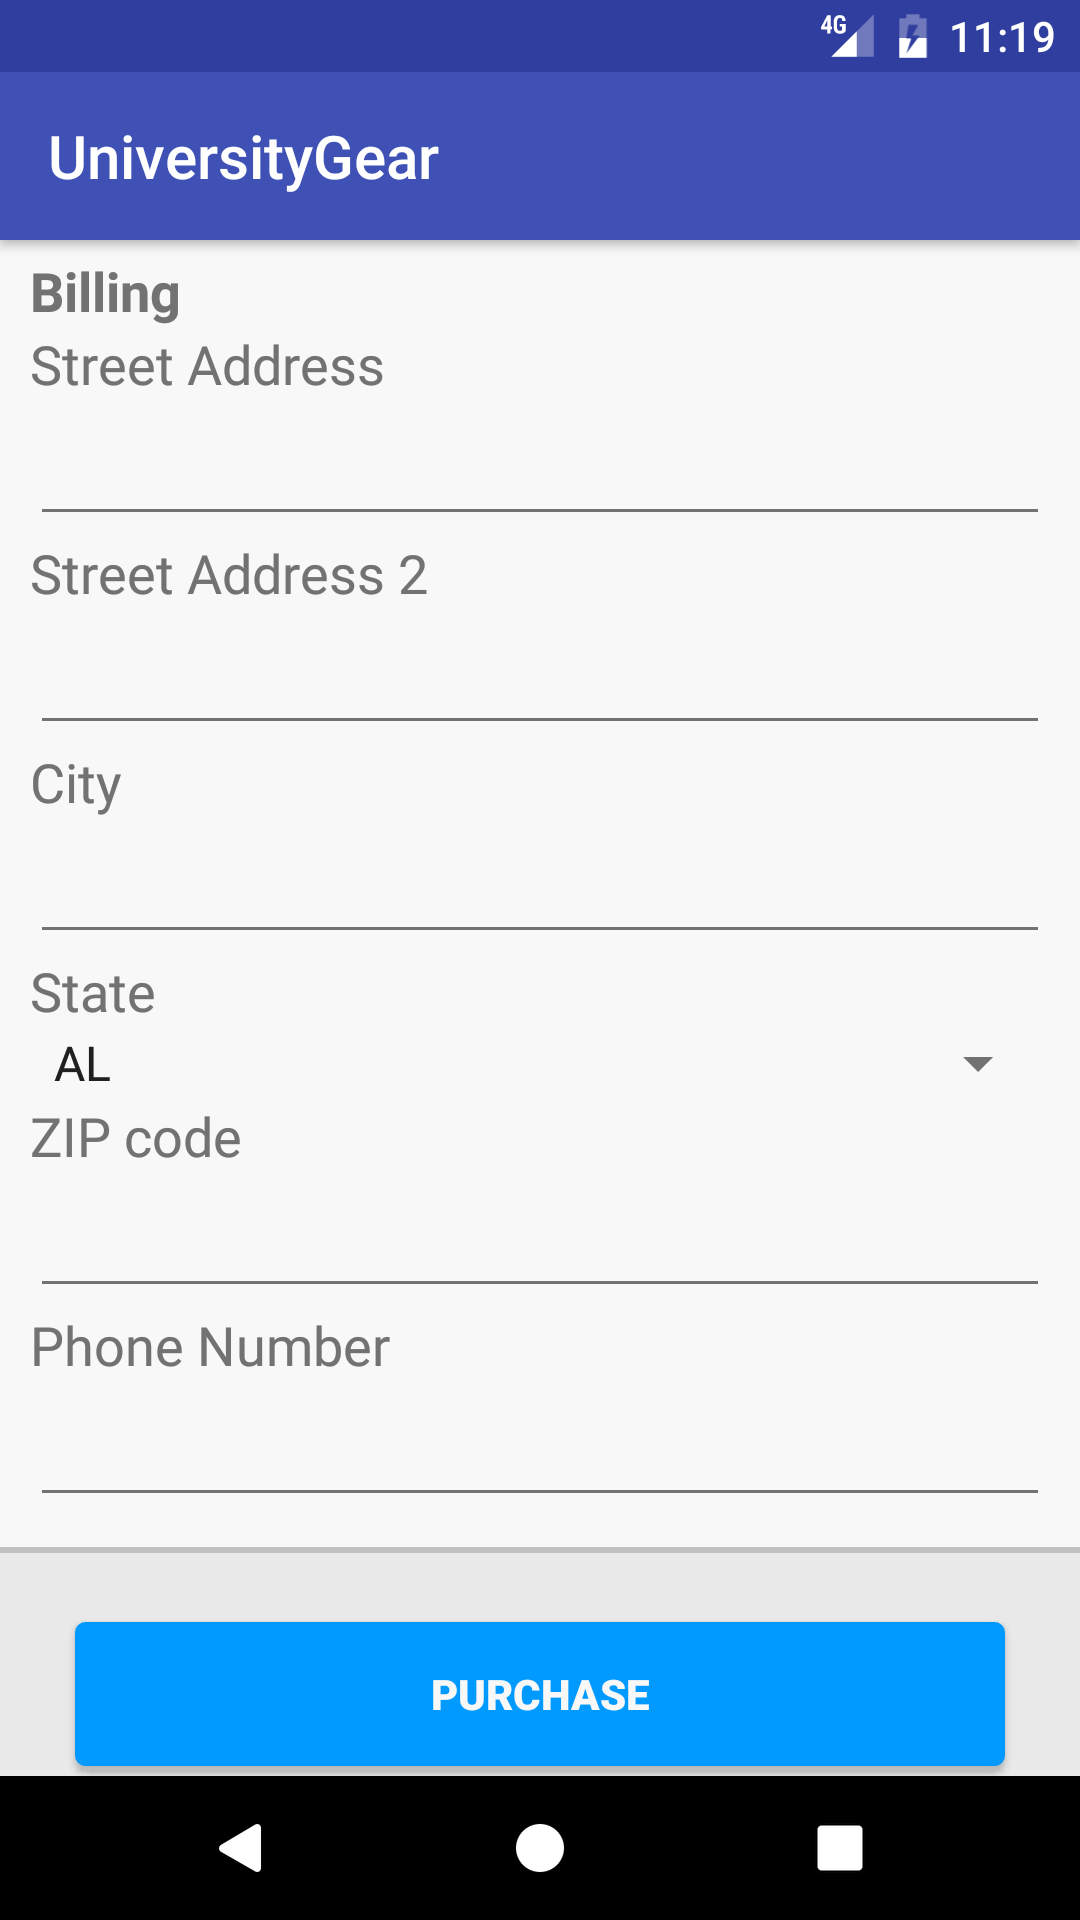 4G 11:19
UniversityGear
Billing
Street Address
Street Address 2
City
State
AL
ZIP code
Phone Number
PURCHASE